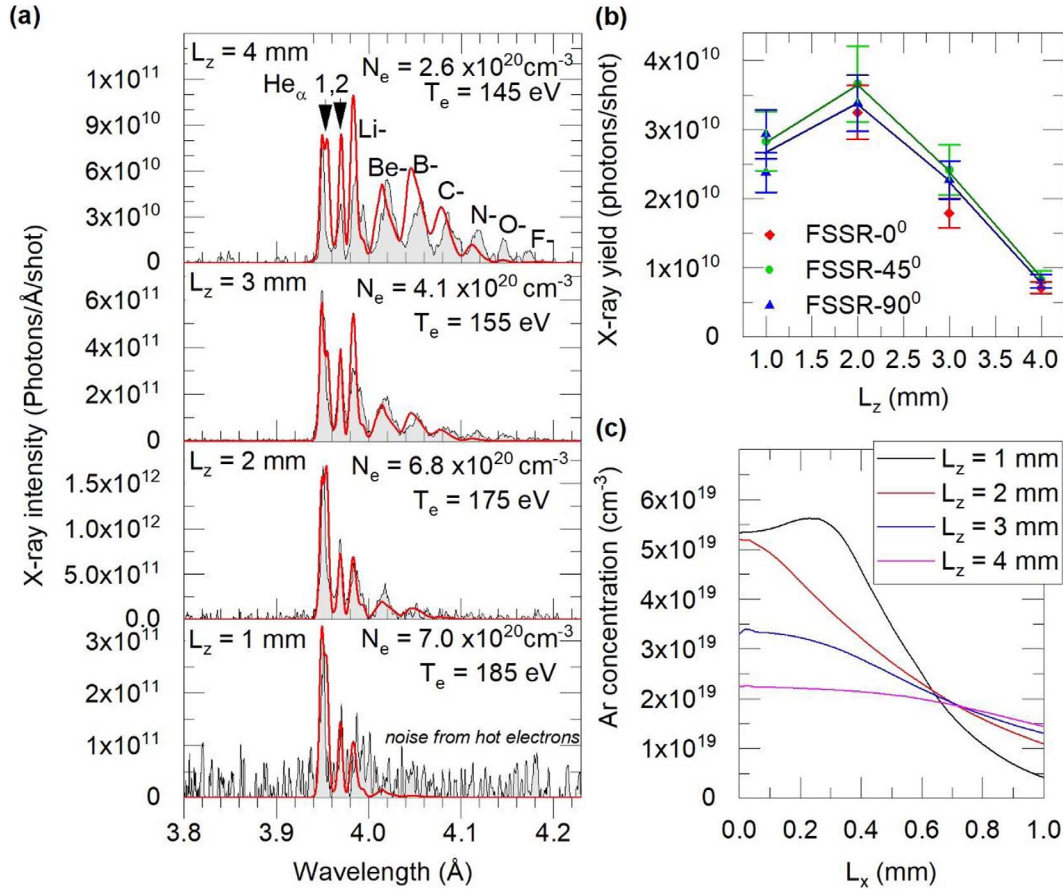 (a)
X-ray intensity (Photons/Å/shot)
L_z = 4 mm
N_e = 2.6 x10^20 cm^-3
T_e = 145 eV
He_α 1,2
Li-
Be-
B-
C-
N-
O-
F-
1x10^11
9x10^10
6x10^10
3x10^10
0
L_z = 3 mm
N_e = 4.1 x10^20 cm^-3
T_e = 155 eV
6x10^11
4x10^11
2x10^11
0
L_z = 2 mm
N_e = 6.8 x10^20 cm^-3
T_e = 175 eV
1.5x10^12
1.0x10^12
5.0x10^11
0.0
L_z = 1 mm
N_e = 7.0 x10^20 cm^-3
T_e = 185 eV
noise from hot electrons
3x10^11
2x10^11
1x10^11
0
3.8 3.9 4.0 4.1 4.2
Wavelength (Å)
(b)
X-ray yield (photons/shot)
4x10^10
3x10^10
2x10^10
1x10^10
0
FSSR-0^0
FSSR-45^0
FSSR-90^0
1.0 1.5 2.0 2.5 3.0 3.5 4.0
L_z (mm)
(c)
Ar concentration (cm^-3)
L_z = 1 mm
L_z = 2 mm
L_z = 3 mm
L_z = 4 mm
6x10^19
5x10^19
4x10^19
3x10^19
2x10^19
1x10^19
0
0.0 0.2 0.4 0.6 0.8 1.0
L_x (mm)